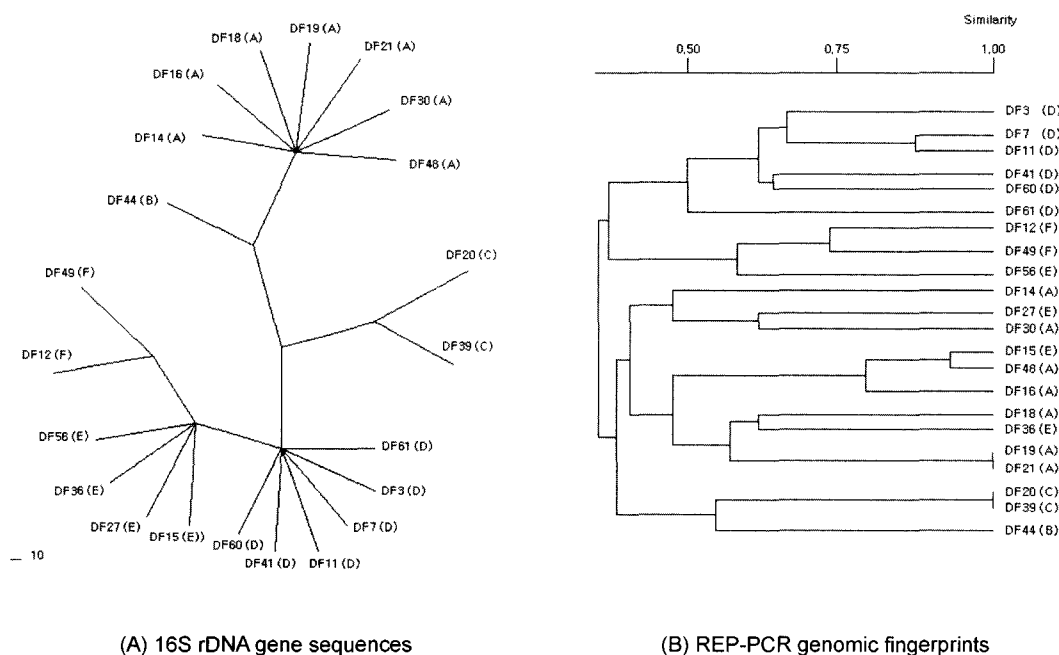 DF19 (A)
DF18 (A)
DF21 (A)
DF16 (A)
DF30 (A)
DF14 (A)
DF48 (A)
DF44 (B)
DF20 (C)
DF49 (F)
DF39 (C)
DF12 (F)
DF56 (E)
DF61 (D)
DF36 (E)
DF3 (D)
DF27 (E)
DF7 (D)
DF15 (E))
DF60 (D)
DF41 (D)
DF11 (D)
10
(A) 16S rDNA gene sequences
Similarity
0,50 0,75 1,00
DF3 (D)
DF7 (D)
DF11 (D)
DF41 (D)
DF60 (D)
DF61 (D)
DF12 (F)
DF49 (F)
DF56 (E)
DF14 (A)
DF27 (E)
DF30 (A)
DF15 (E)
DF48 (A)
DF16 (A)
DF18 (A)
DF36 (E)
DF19 (A)
DF21 (A)
DF20 (C)
DF39 (C)
DF44 (B)
(B) REP-PCR genomic fingerprints